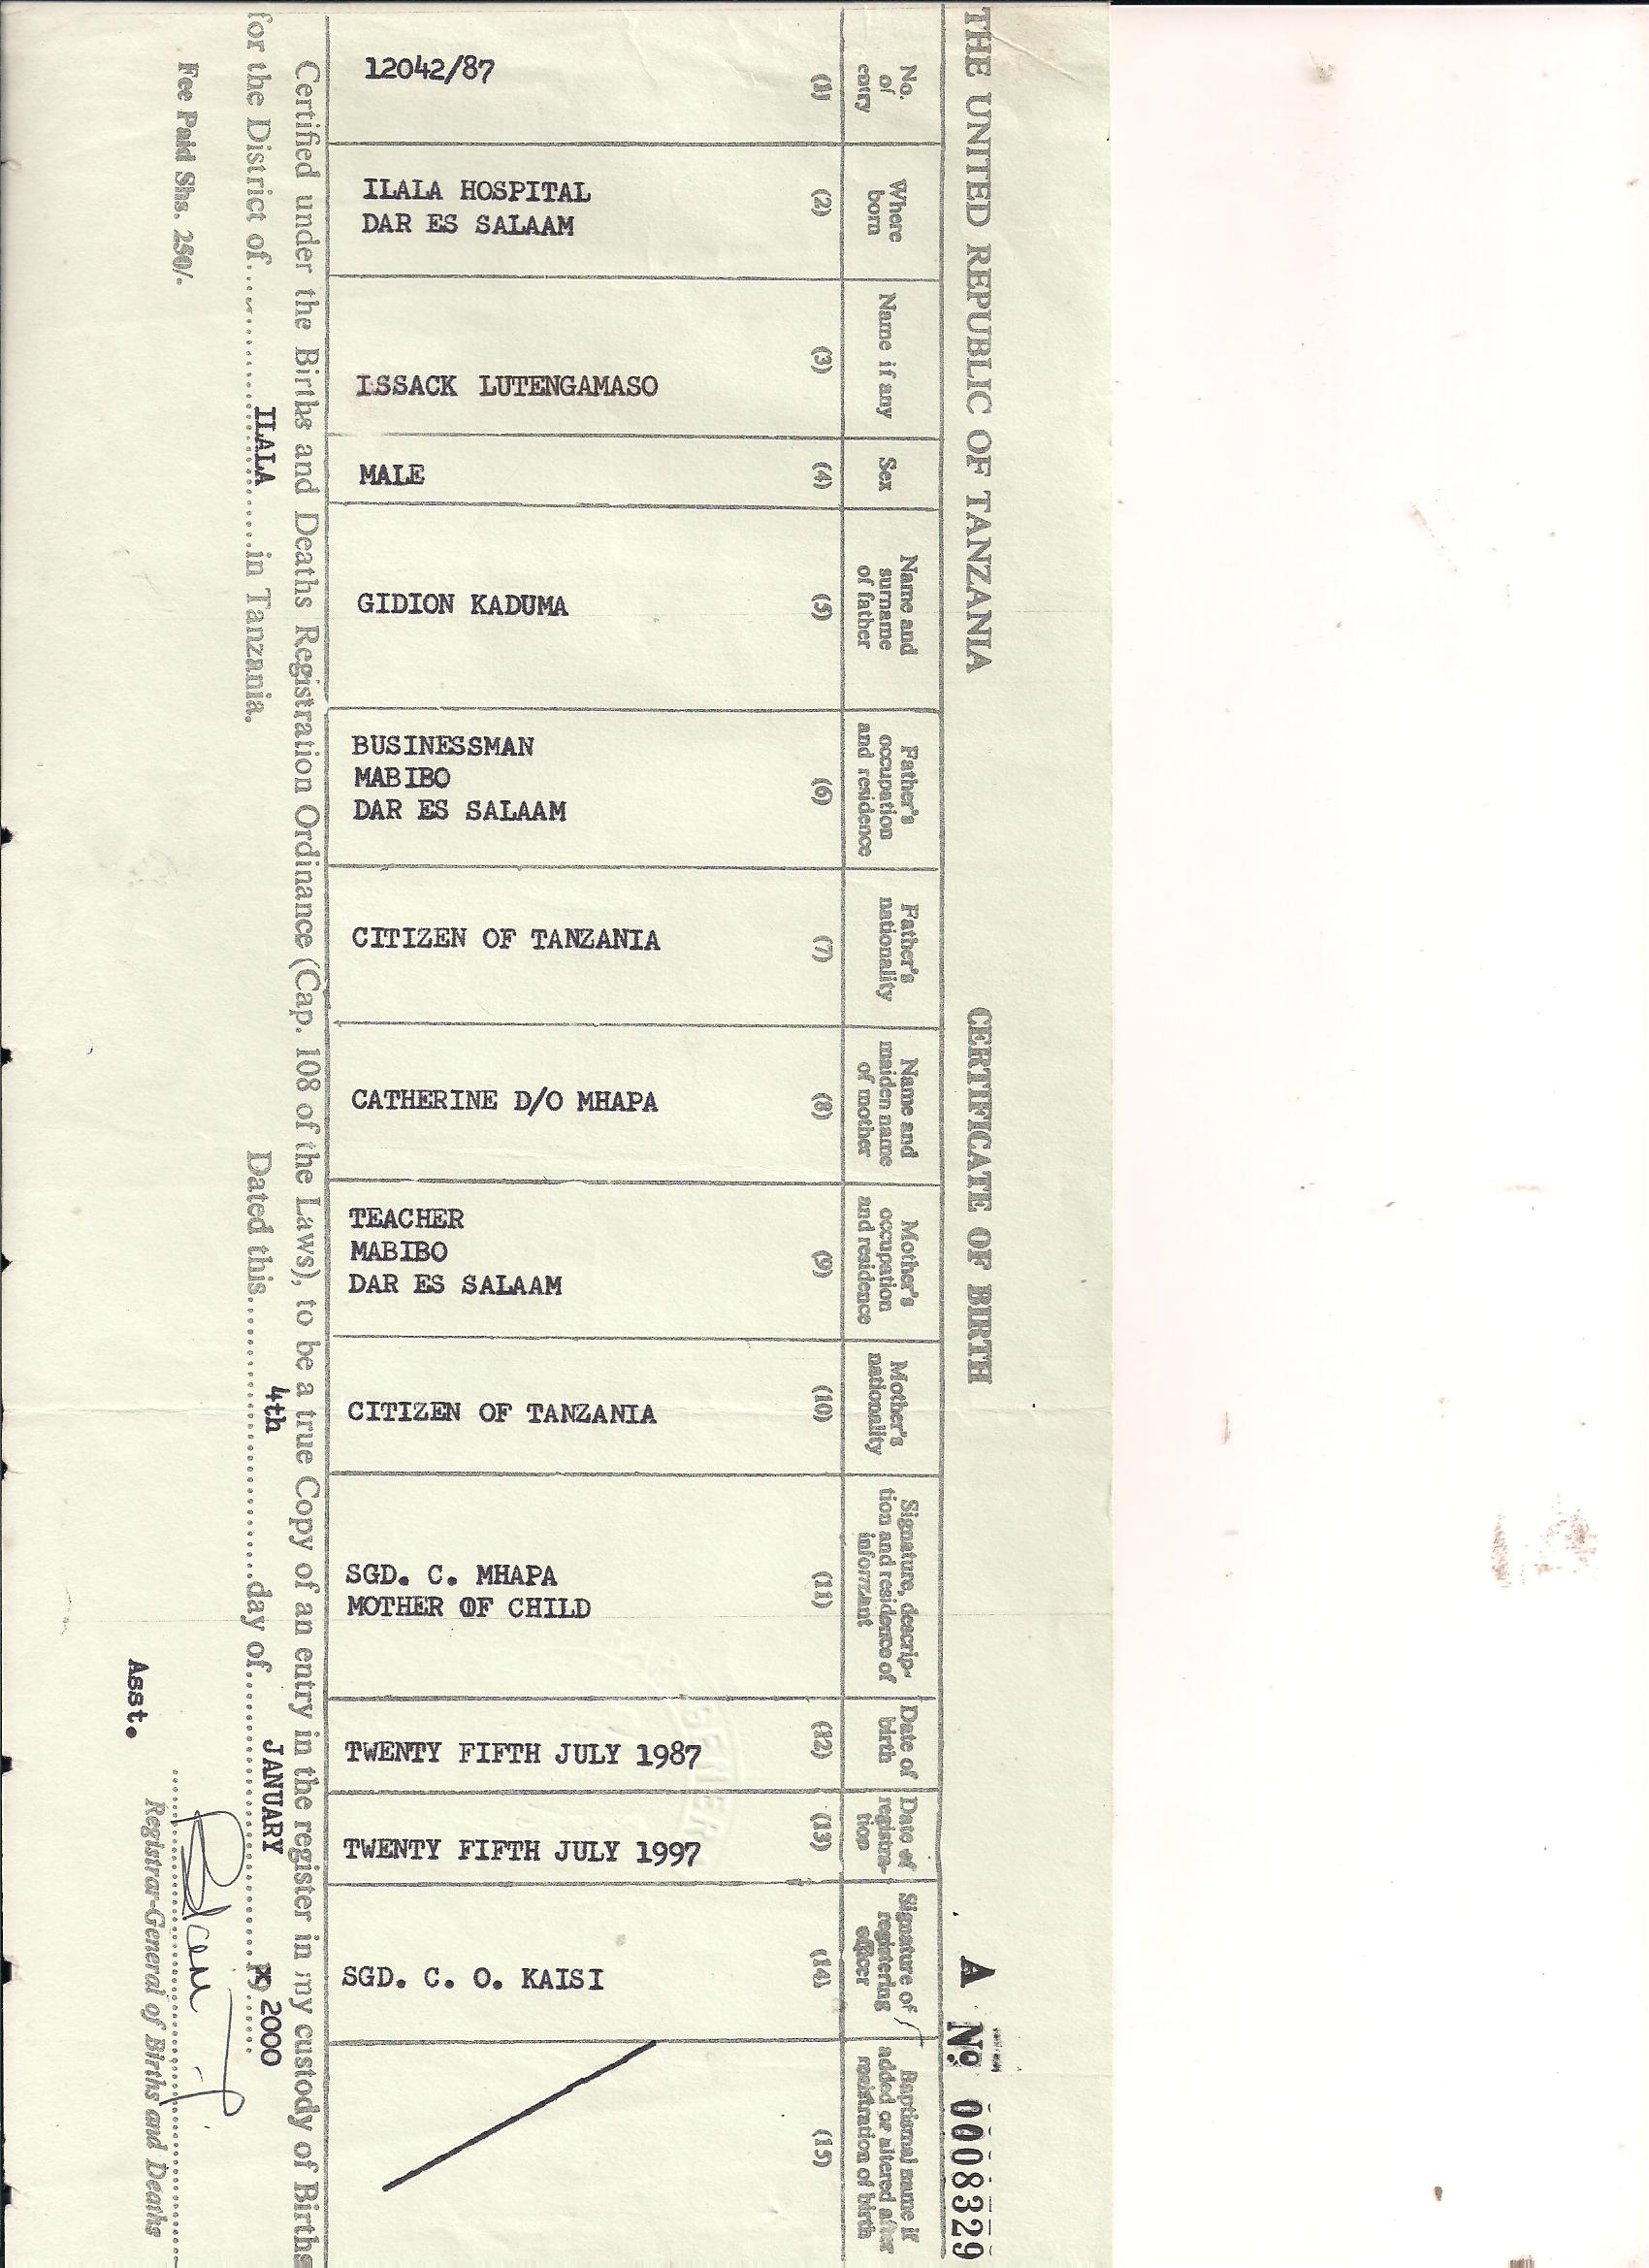 THE UNITED REPUBLIC OF TANZANIA
CERTIFICATE OF BIRTH
A No 0008329
No. of entry
(1)
12042/87
Where born
(2)
ILALA HOSPITAL
DAR ES SALAAM
Name if any
(3)
ISSACK LUTENGAMASO
Sex
(4)
MALE
Name and surname of father
(5)
GIDION KADUMA
Father's occupation and residence
(6)
BUSINESSMAN
MABIBO
DAR ES SALAAM
Father's nationality
(7)
CITIZEN OF TANZANIA
Name and maiden name of mother
(8)
CATHERINE D/O MHAPA
Mother's occupation and residence
(9)
TEACHER
MABIBO
DAR ES SALAAM
Mother's nationality
(10)
CITIZEN OF TANZANIA
Signature, descrip-
tion and residence of
informant
(11)
SGD. C. MHAPA
MOTHER OF CHILD
Date of birth
(12)
TWENTY FIFTH JULY 1987
Date of
registra-
tion
(13)
TWENTY FIFTH JULY 1997
Signature of registering officer
(14)
SGD. C. O. KAISI
Baptismal name if
added or altered after
registration of birth
(15)
Certified under the Births and Deaths Registration Ordinance (Cap. 108 of the Laws), to be a true Copy of an entry in the register in my custody of Births
for the District of ILALA in Tanzania. Dated this 4th day of JANUARY 19 2000
Fee Paid Shs. 250/-
Asst.
Registrar-General of Births and Deaths